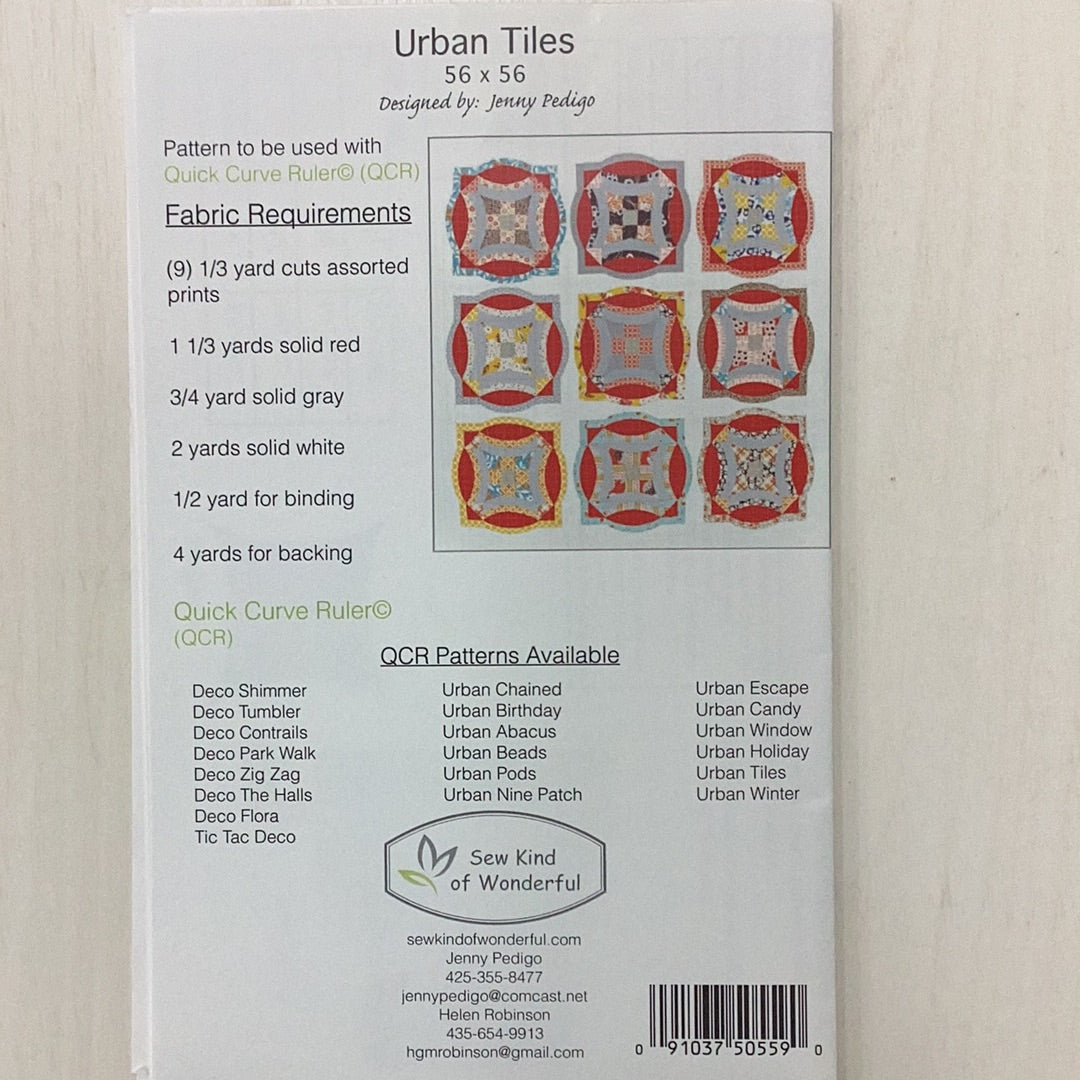 Urban Tiles
56 x 56
Designed by: Jenny Pedigo
Pattern to be used with
Quick Curve Ruler© (QCR)
Fabric Requirements
(9) 1/3 yard cuts assorted
prints
1 1/3 yards solid red
3/4 yard solid gray
2 yards solid white
1/2 yard for binding
4 yards for backing
Quick Curve Ruler©
(QCR)
QCR Patterns Available
Deco Shimmer
Deco Tumbler
Deco Contrails
Deco Park Walk
Deco Zig Zag
Deco The Halls
Deco Flora
Tic Tac Deco
Urban Chained
Urban Birthday
Urban Abacus
Urban Beads
Urban Pods
Urban Nine Patch
Urban Escape
Urban Candy
Urban Window
Urban Holiday
Urban Tiles
Urban Winter
Sew Kind
of Wonderful
sewkindofwonderful.com
Jenny Pedigo
425-355-8477
jennypedigo@comcast.net
Helen Robinson
435-654-9913
hgmrobinson@gmail.com
0 91037 50559 0